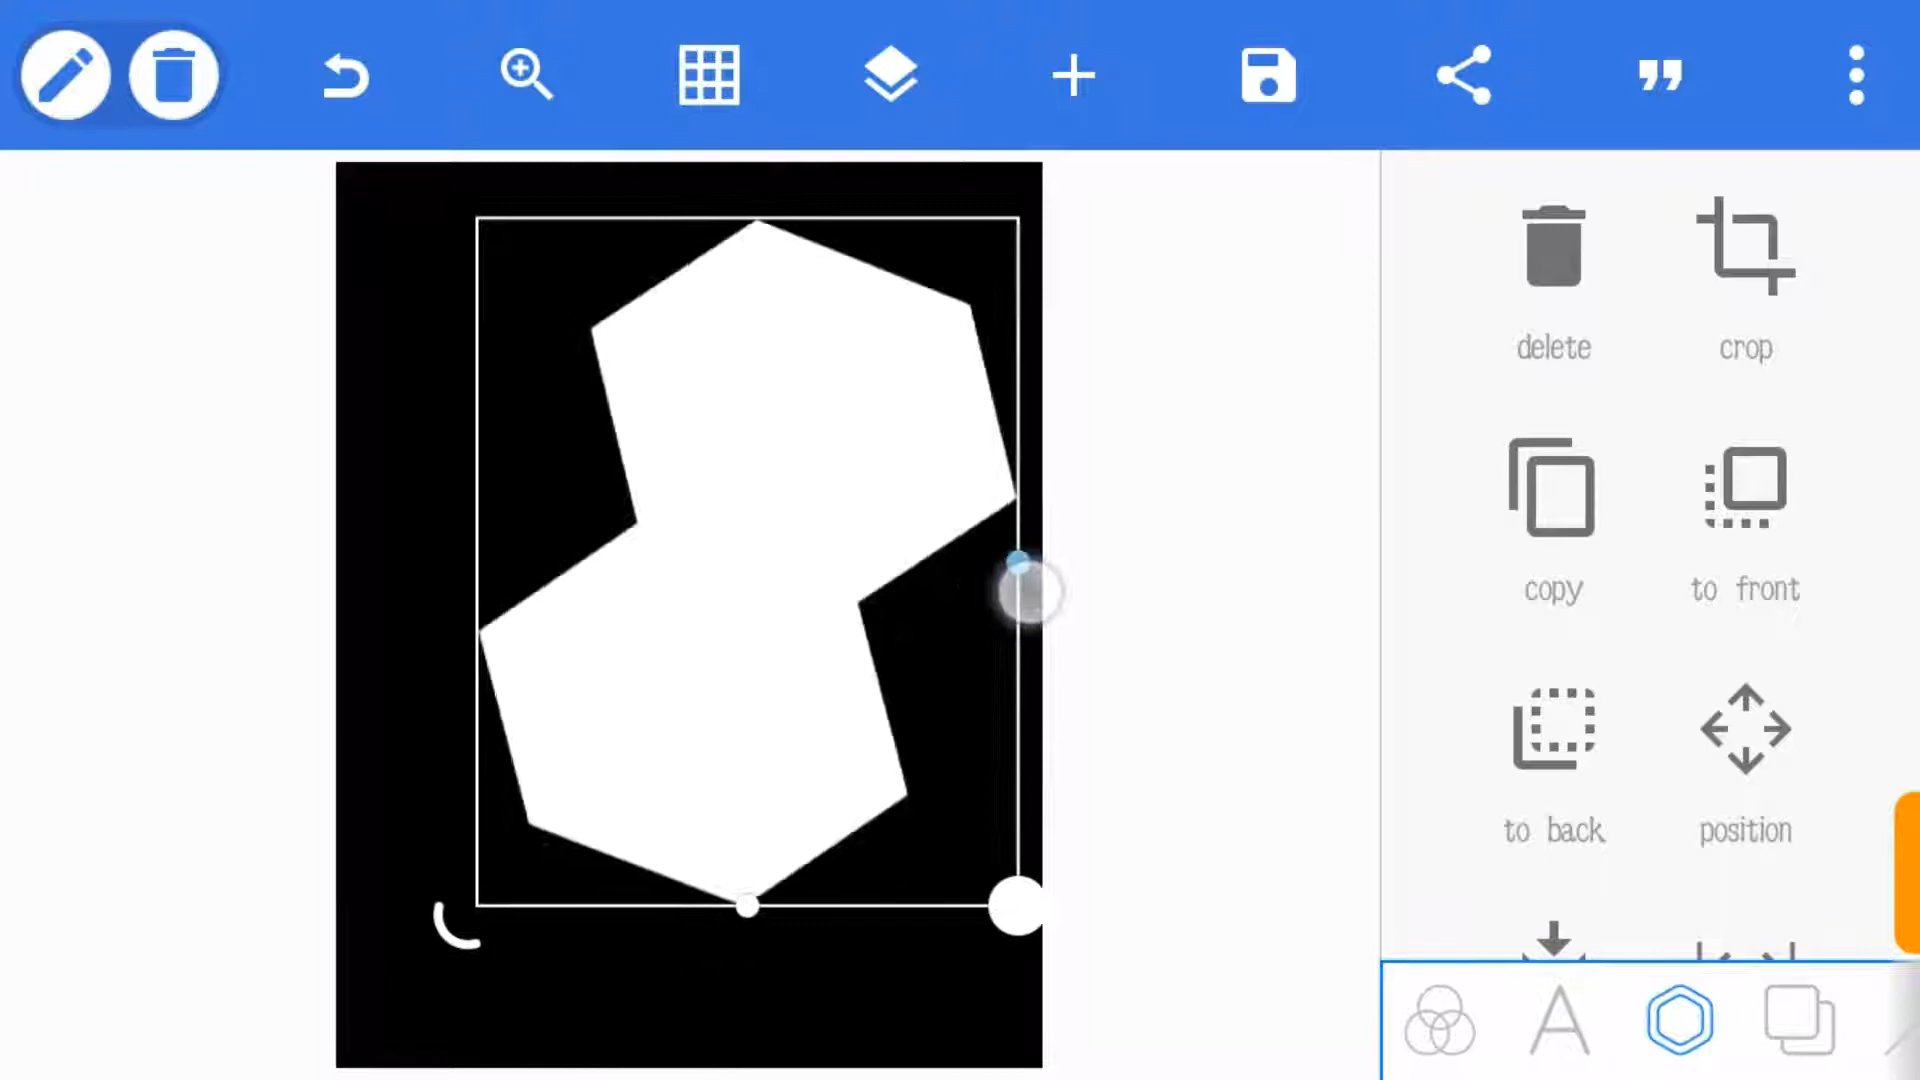 delete
crop
copy
to front
to back
position